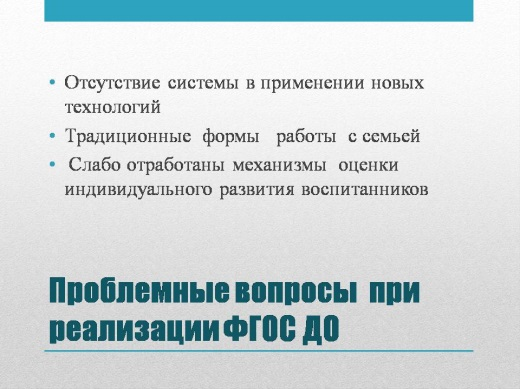 • Отсутствие системы в применении новых
технологий
• Традиционные формы работы с семьей
• Слабо отработаны механизмы оценки
индивидуального развития воспитанников
Проблемные вопросы при
реализации ФГОС ДО